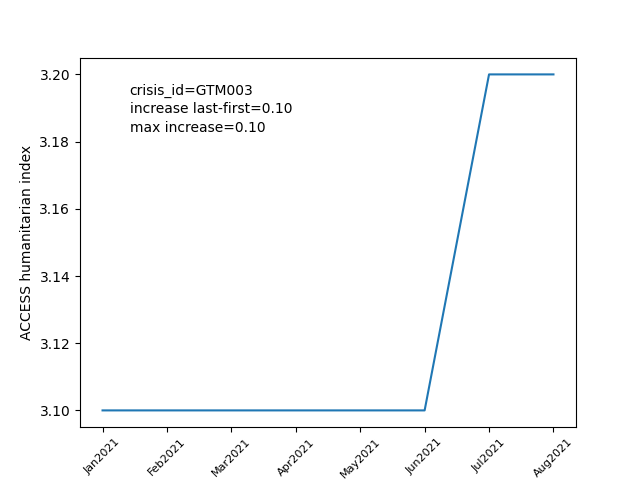 crisis_id=GTM003
increase last-first=0.10
max increase=0.10
ACCESS humanitarian index
3.20
3.18
3.16
3.14
3.12
3.10
Jan2021
Feb2021
Mar2021
Apr2021
May2021
Jun2021
Jul2021
Aug2021